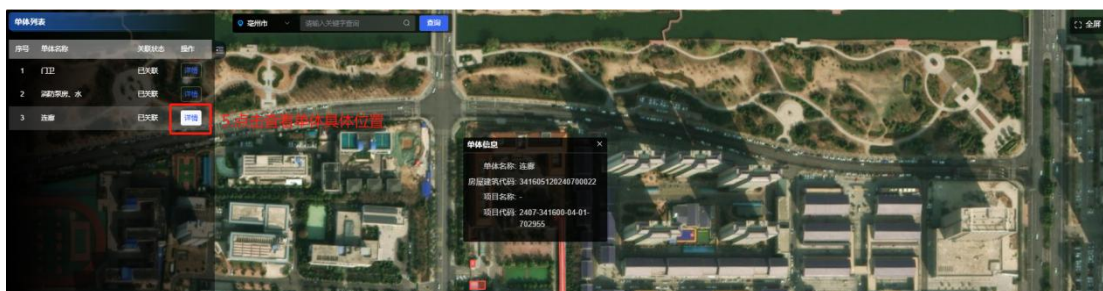 单体列表
亳州市
请输入关键字查询
查询
全屏
序号 单体名称 关联状态 操作
1 门卫 已关联 详情
2 消防泵房、水 已关联 详情
3 连廊 已关联 详情
5.点击查看单体具体位置
单体信息 ×
单体名称: 连廊
房屋建筑代码: 341605120240700022
项目名称: -
项目代码: 2407-341600-04-01-
702955